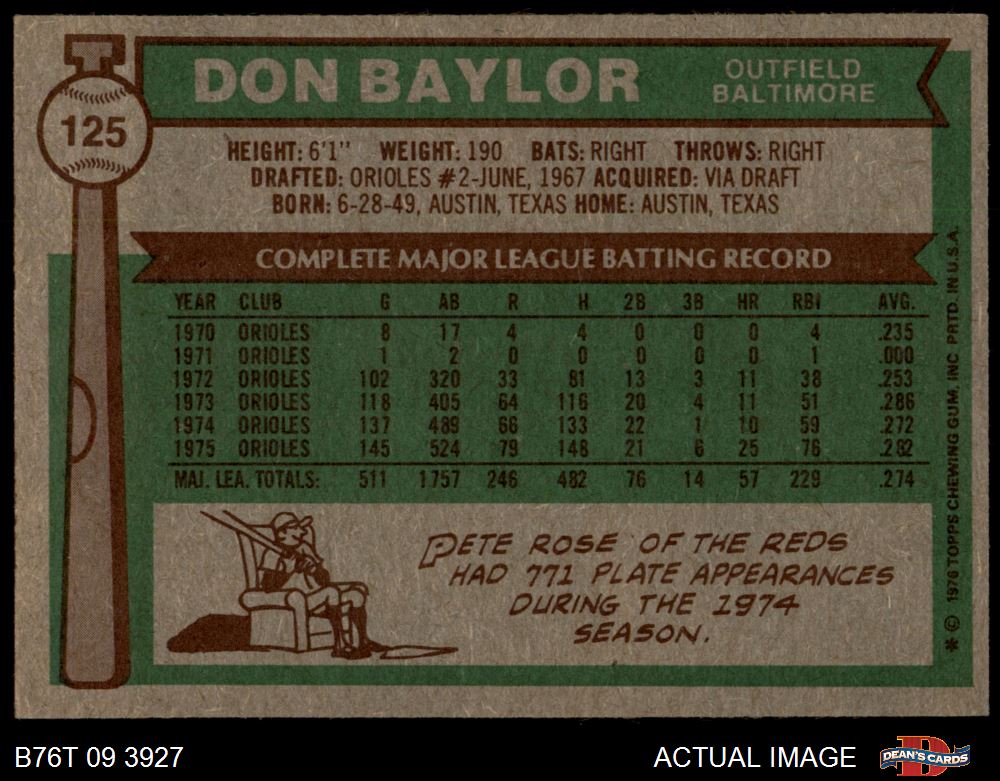 125
DON BAYLOR
OUTFIELD
BALTIMORE
HEIGHT: 6'1" WEIGHT: 190 BATS: RIGHT THROWS: RIGHT
DRAFTED: ORIOLES #2-JUNE, 1967 ACQUIRED: VIA DRAFT
BORN: 6-28-49, AUSTIN, TEXAS HOME: AUSTIN, TEXAS
COMPLETE MAJOR LEAGUE BATTING RECORD
YEAR CLUB G AB R H 2B 3B HR RBI AVG.
1970 ORIOLES 8 17 4 4 0 0 0 4 .235
1971 ORIOLES 1 2 0 0 0 0 0 1 .000
1972 ORIOLES 102 320 33 81 13 3 11 38 .253
1973 ORIOLES 118 405 64 116 20 4 11 51 .286
1974 ORIOLES 137 489 66 133 22 1 10 59 .272
1975 ORIOLES 145 524 79 148 21 6 25 76 .282
MAJ. LEA. TOTALS: 511 1757 246 482 76 14 57 229 .274
PETE ROSE OF THE REDS
HAD 771 PLATE APPEARANCES
DURING THE 1974
SEASON.
* © 1976 TOPPS CHEWING GUM, INC. PRTD. IN U.S.A.
B76T 09 3927
ACTUAL IMAGE
D
DEAN'S CARDS